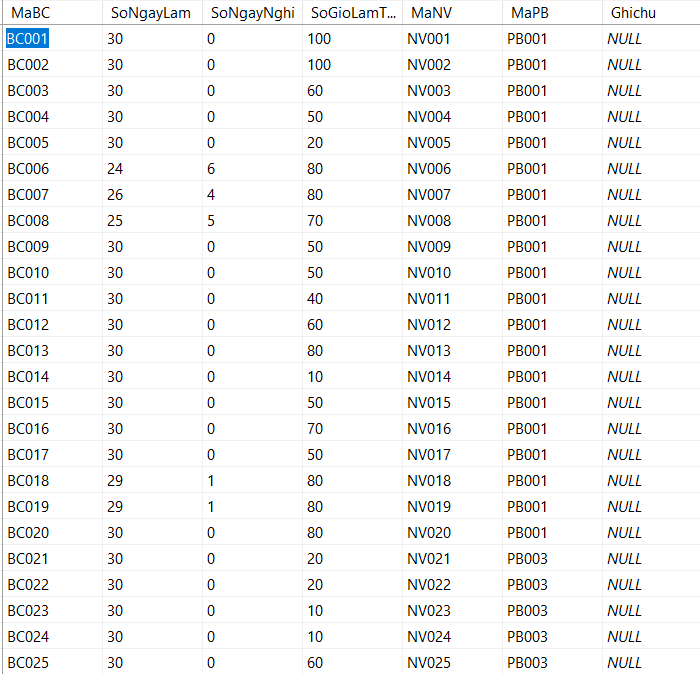 MaBC SoNgayLam SoNgayNghi SoGioLamT... MaNV MaPB Ghichu
BC001 30 0 100 NV001 PB001 NULL
BC002 30 0 100 NV002 PB001 NULL
BC003 30 0 60 NV003 PB001 NULL
BC004 30 0 50 NV004 PB001 NULL
BC005 30 0 20 NV005 PB001 NULL
BC006 24 6 80 NV006 PB001 NULL
BC007 26 4 80 NV007 PB001 NULL
BC008 25 5 70 NV008 PB001 NULL
BC009 30 0 50 NV009 PB001 NULL
BC010 30 0 50 NV010 PB001 NULL
BC011 30 0 40 NV011 PB001 NULL
BC012 30 0 60 NV012 PB001 NULL
BC013 30 0 80 NV013 PB001 NULL
BC014 30 0 10 NV014 PB001 NULL
BC015 30 0 50 NV015 PB001 NULL
BC016 30 0 70 NV016 PB001 NULL
BC017 30 0 50 NV017 PB001 NULL
BC018 29 1 80 NV018 PB001 NULL
BC019 29 1 80 NV019 PB001 NULL
BC020 30 0 80 NV020 PB001 NULL
BC021 30 0 20 NV021 PB003 NULL
BC022 30 0 20 NV022 PB003 NULL
BC023 30 0 10 NV023 PB003 NULL
BC024 30 0 10 NV024 PB003 NULL
BC025 30 0 60 NV025 PB003 NULL